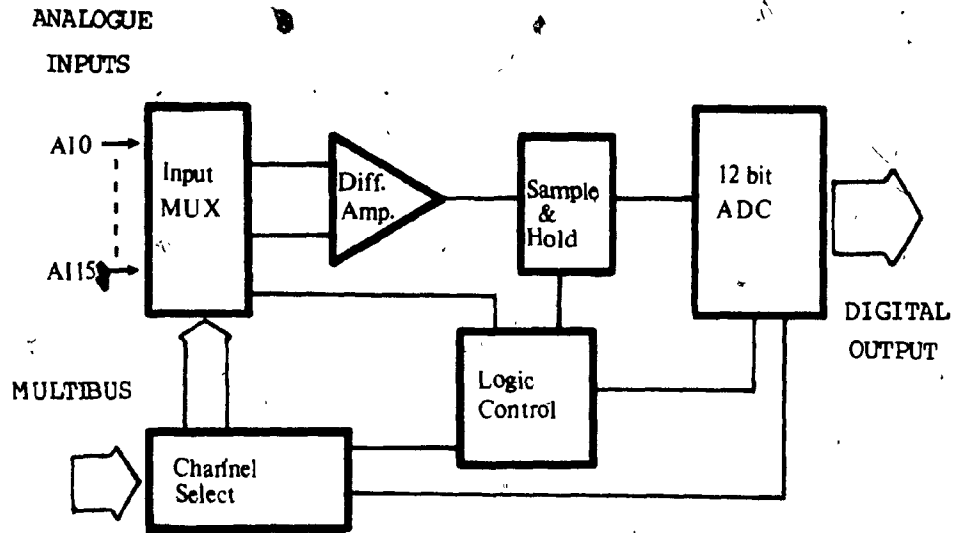 ANALOGUE
INPUTS
AI0
AI15
Input
MUX
Diff.
Amp.
Sample
&
Hold
12 bit
ADC
DIGITAL
OUTPUT
Logic
Control
MULTIBUS
Channel
Select